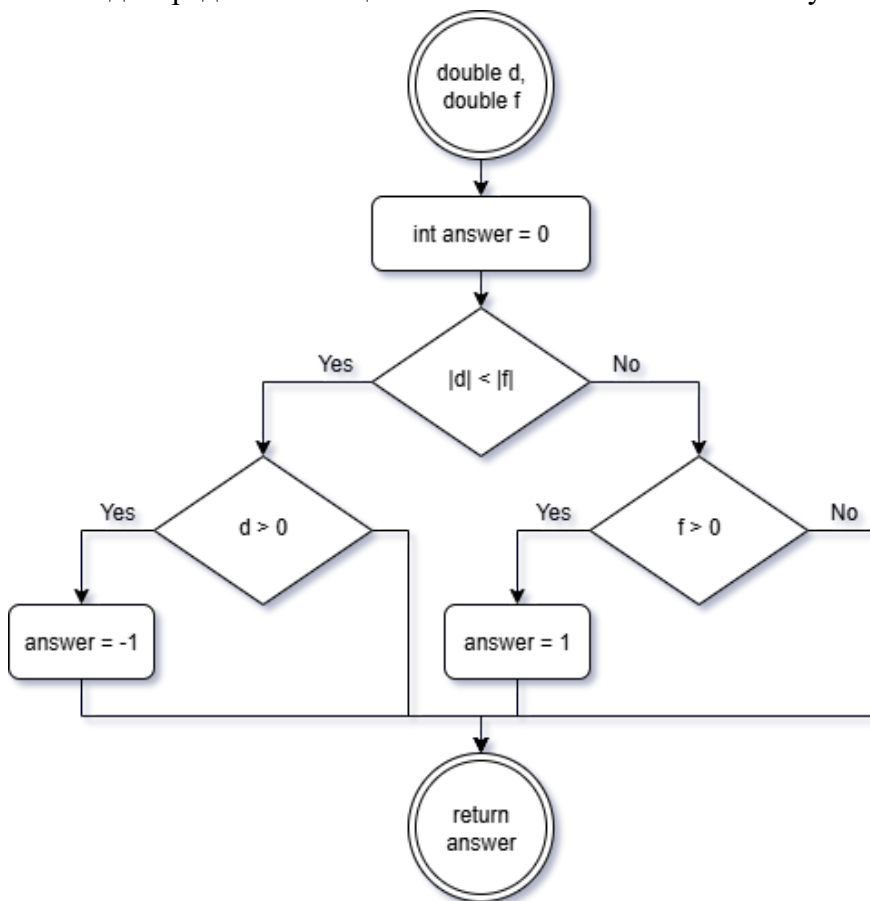 double d,
double f
int answer = 0
|d| < |f|
Yes
No
d > 0
Yes
f > 0
Yes
No
answer = -1
answer = 1
return
answer